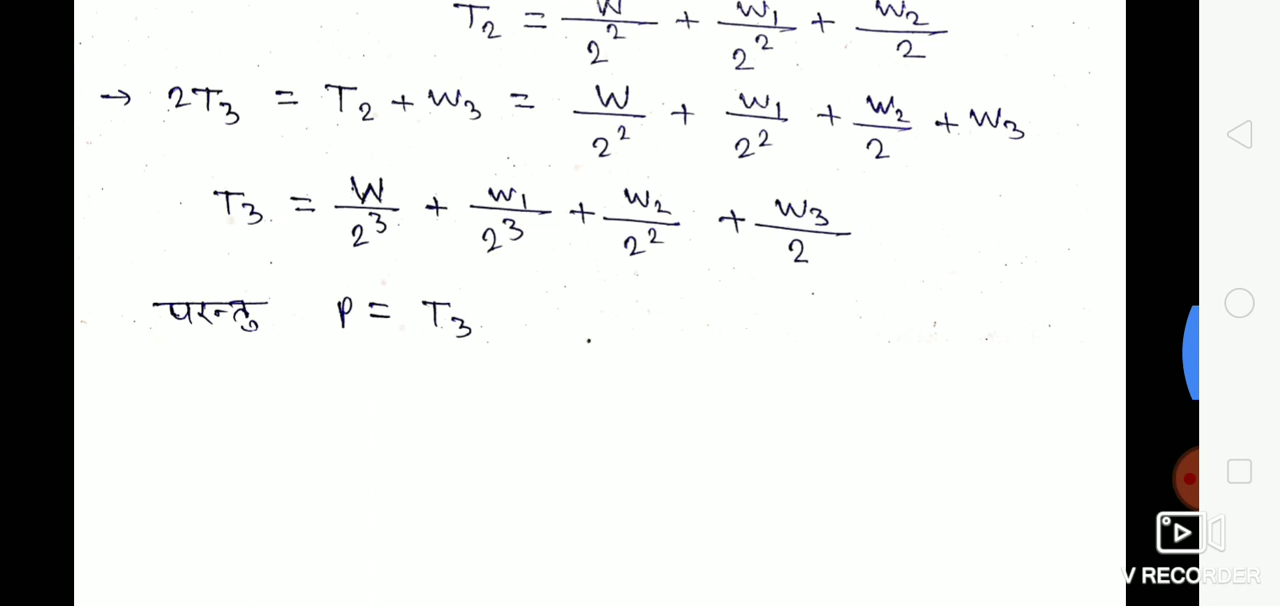 T₂ = W/2² + w₁/2² + w₂/2
→ 2T₃ = T₂ + w₃ = W/2² + w₁/2² + w₂/2 + w₃
T₃ = W/2³ + w₁/2³ + w₂/2² + w₃/2
परन्तु P = T₃
V RECORDER